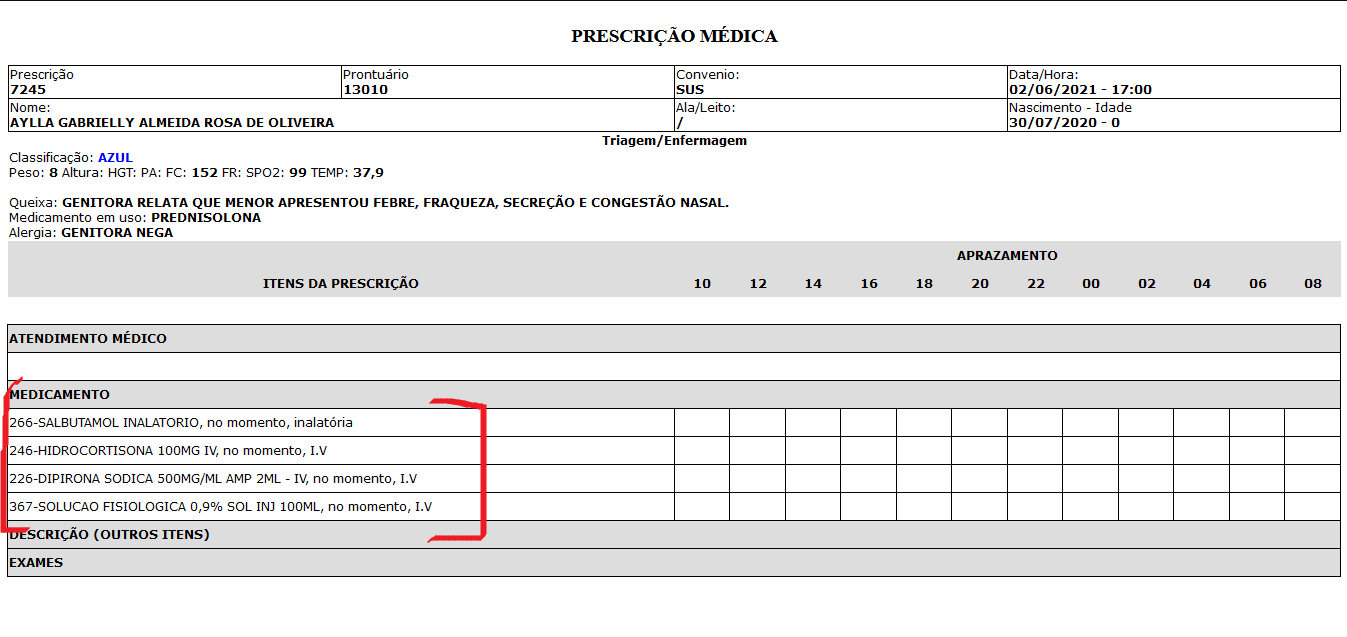 PRESCRIÇÃO MÉDICA
Prescrição Prontuário Convenio: Data/Hora:
7245 13010 SUS 02/06/2021 - 17:00
Nome: Ala/Leito: Nascimento - Idade
AYLLA GABRIELLY ALMEIDA ROSA DE OLIVEIRA / 30/07/2020 - 0
Triagem/Enfermagem
Classificação: AZUL
Peso: 8 Altura: HGT: PA: FC: 152 FR: SPO2: 99 TEMP: 37,9
Queixa: GENITORA RELATA QUE MENOR APRESENTOU FEBRE, FRAQUEZA, SECREÇÃO E CONGESTÃO NASAL.
Medicamento em uso: PREDNISOLONA
Alergia: GENITORA NEGA
APRAZAMENTO
ITENS DA PRESCRIÇÃO 10 12 14 16 18 20 22 00 02 04 06 08
ATENDIMENTO MÉDICO
MEDICAMENTO
266-SALBUTAMOL INALATORIO, no momento, inalatória
246-HIDROCORTISONA 100MG IV, no momento, I.V
226-DIPIRONA SODICA 500MG/ML AMP 2ML - IV, no momento, I.V
367-SOLUCAO FISIOLOGICA 0,9% SOL INJ 100ML, no momento, I.V
DESCRIÇÃO (OUTROS ITENS)
EXAMES